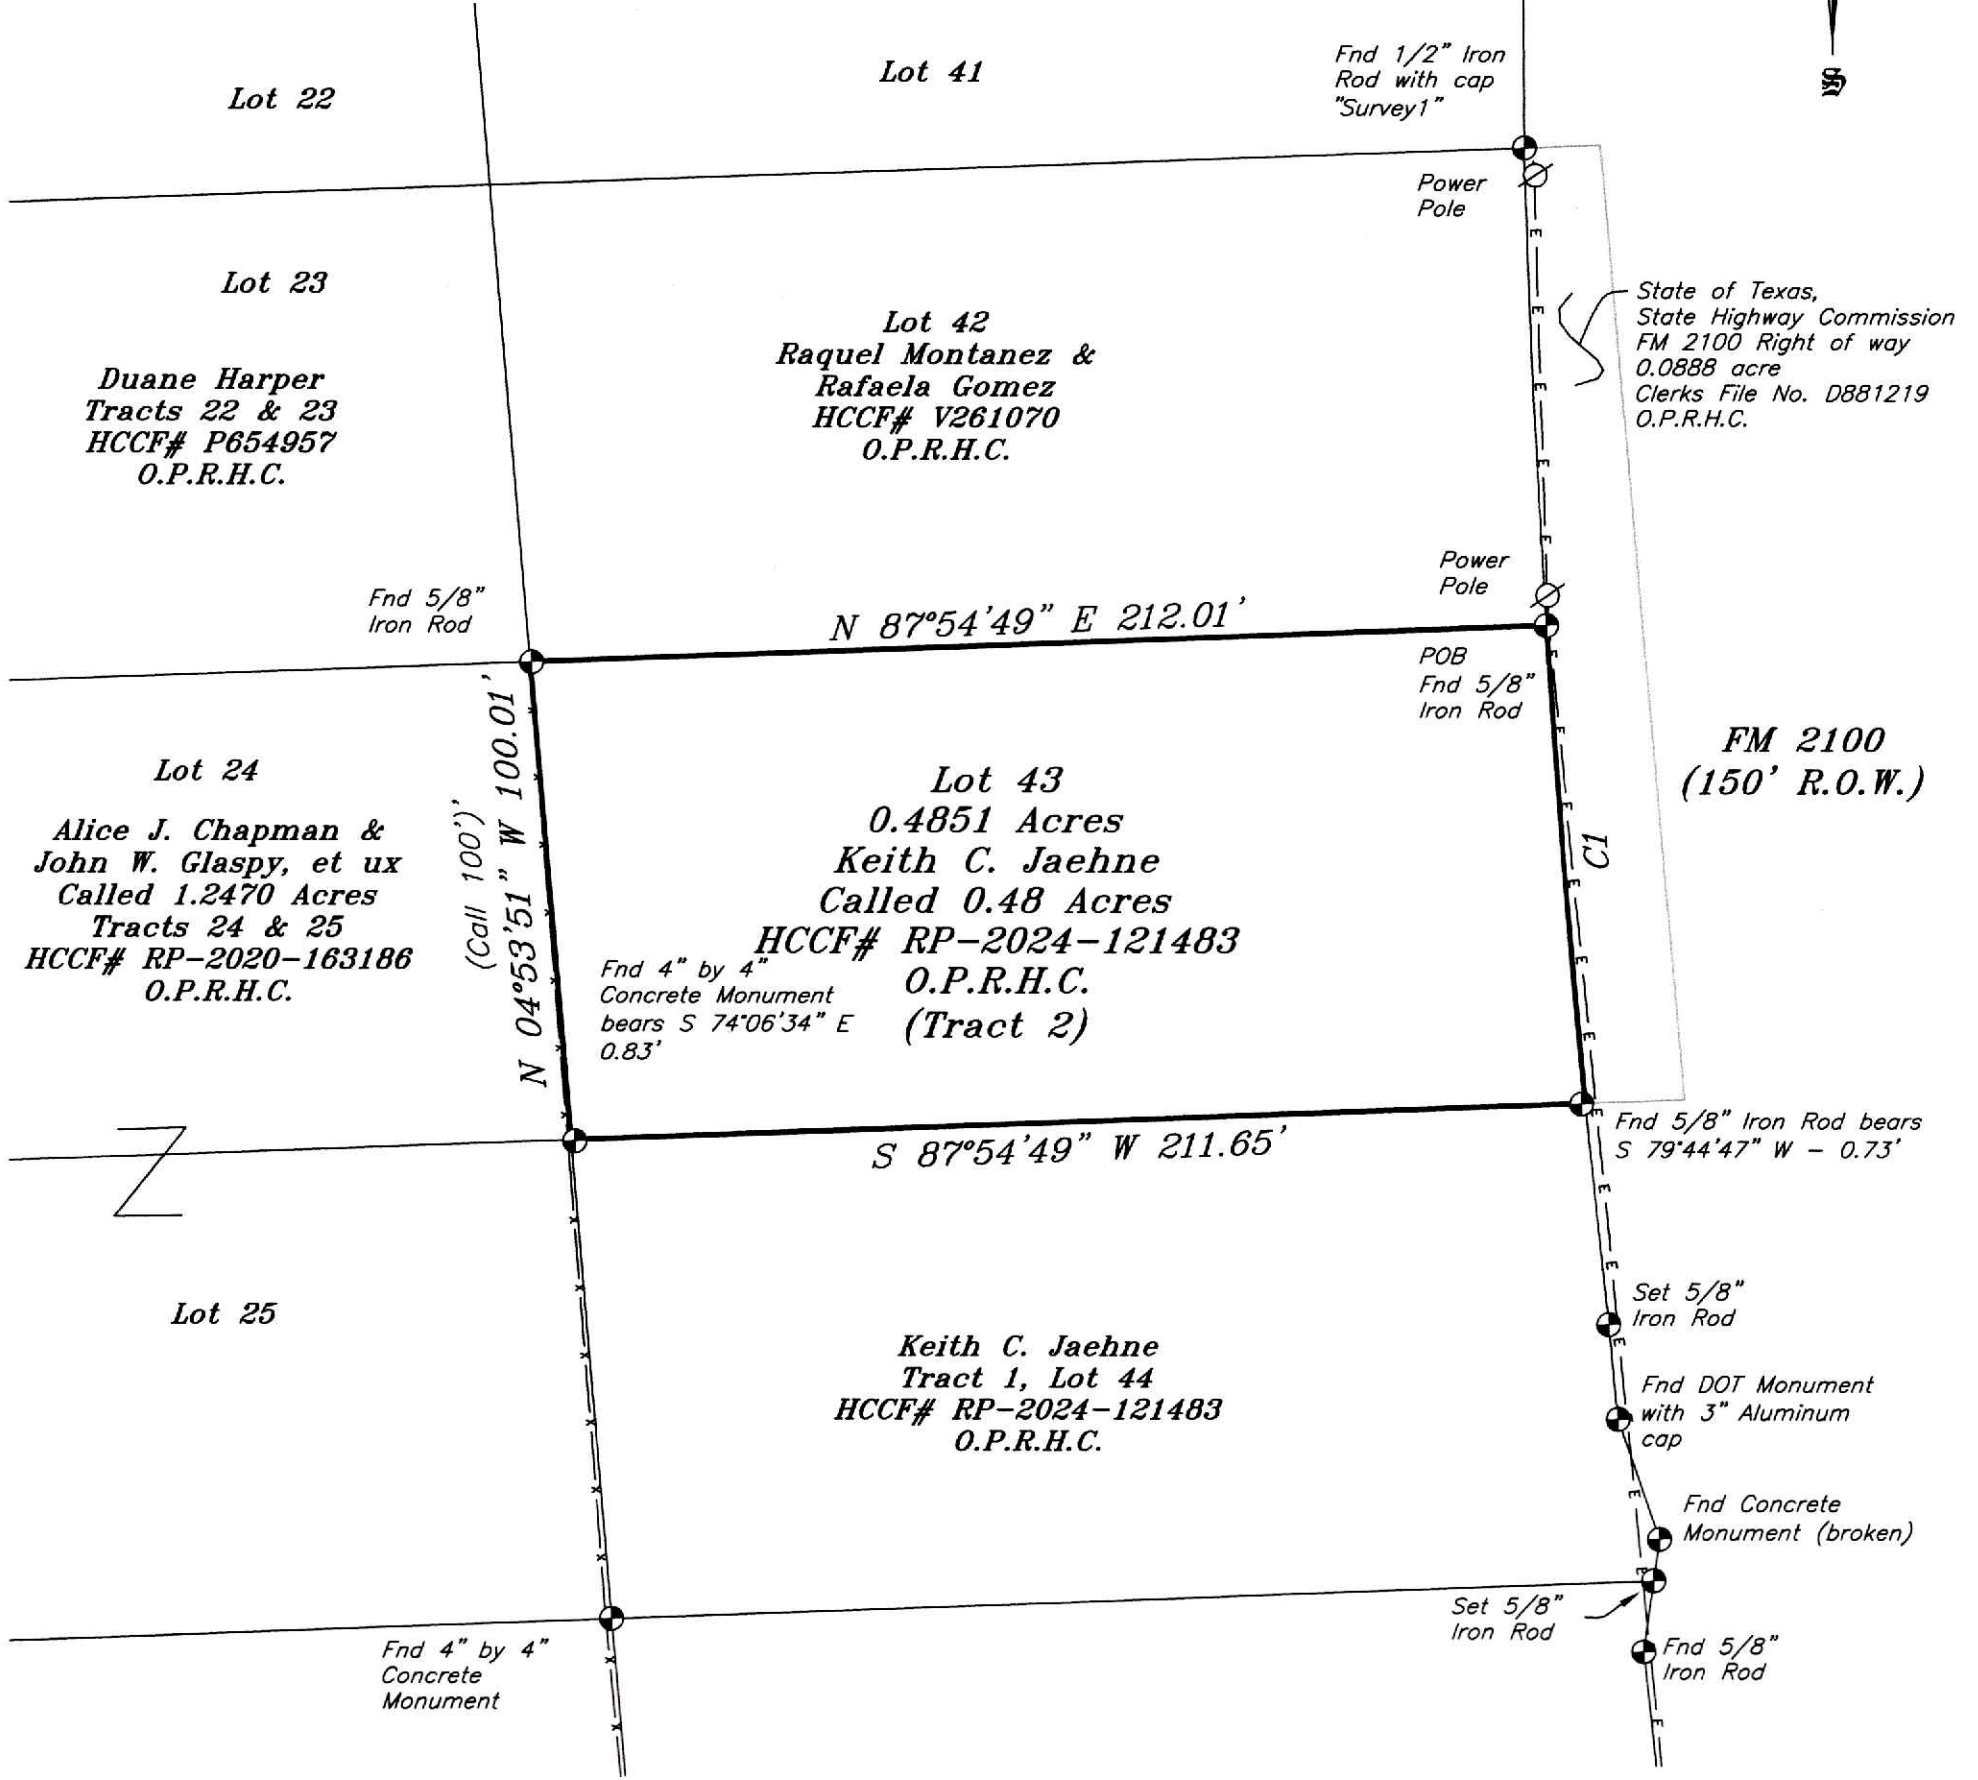 Lot 22
Lot 41
Fnd 1/2" Iron
Rod with cap
"Survey1"
S
Power
Pole
Lot 23
Duane Harper
Tracts 22 & 23
HCCF# P654957
O.P.R.H.C.
Lot 42
Raquel Montanez &
Rafaela Gomez
HCCF# V261070
O.P.R.H.C.
State of Texas,
State Highway Commission
FM 2100 Right of way
0.0888 acre
Clerks File No. D881219
O.P.R.H.C.
Fnd 5/8"
Iron Rod
Power
Pole
N 87°54'49" E 212.01'
POB
Fnd 5/8"
Iron Rod
FM 2100
(150' R.O.W.)
Lot 24
Alice J. Chapman &
John W. Glaspy, et ux
Called 1.2470 Acres
Tracts 24 & 25
HCCF# RP-2020-163186
O.P.R.H.C.
(Call 100')'
N 04°53'51" W 100.01'
Lot 43
0.4851 Acres
Keith C. Jaehne
Called 0.48 Acres
HCCF# RP-2024-121483
O.P.R.H.C.
(Tract 2)
C1
Fnd 4" by 4"
Concrete Monument
bears S 74°06'34" E
0.83'
S 87°54'49" W 211.65'
Fnd 5/8" Iron Rod bears
S 79°44'47" W - 0.73'
Z
Lot 25
Keith C. Jaehne
Tract 1, Lot 44
HCCF# RP-2024-121483
O.P.R.H.C.
Set 5/8"
Iron Rod
Fnd DOT Monument
with 3" Aluminum
cap
Fnd Concrete
Monument (broken)
Set 5/8"
Iron Rod
Fnd 5/8"
Iron Rod
Fnd 4" by 4"
Concrete
Monument